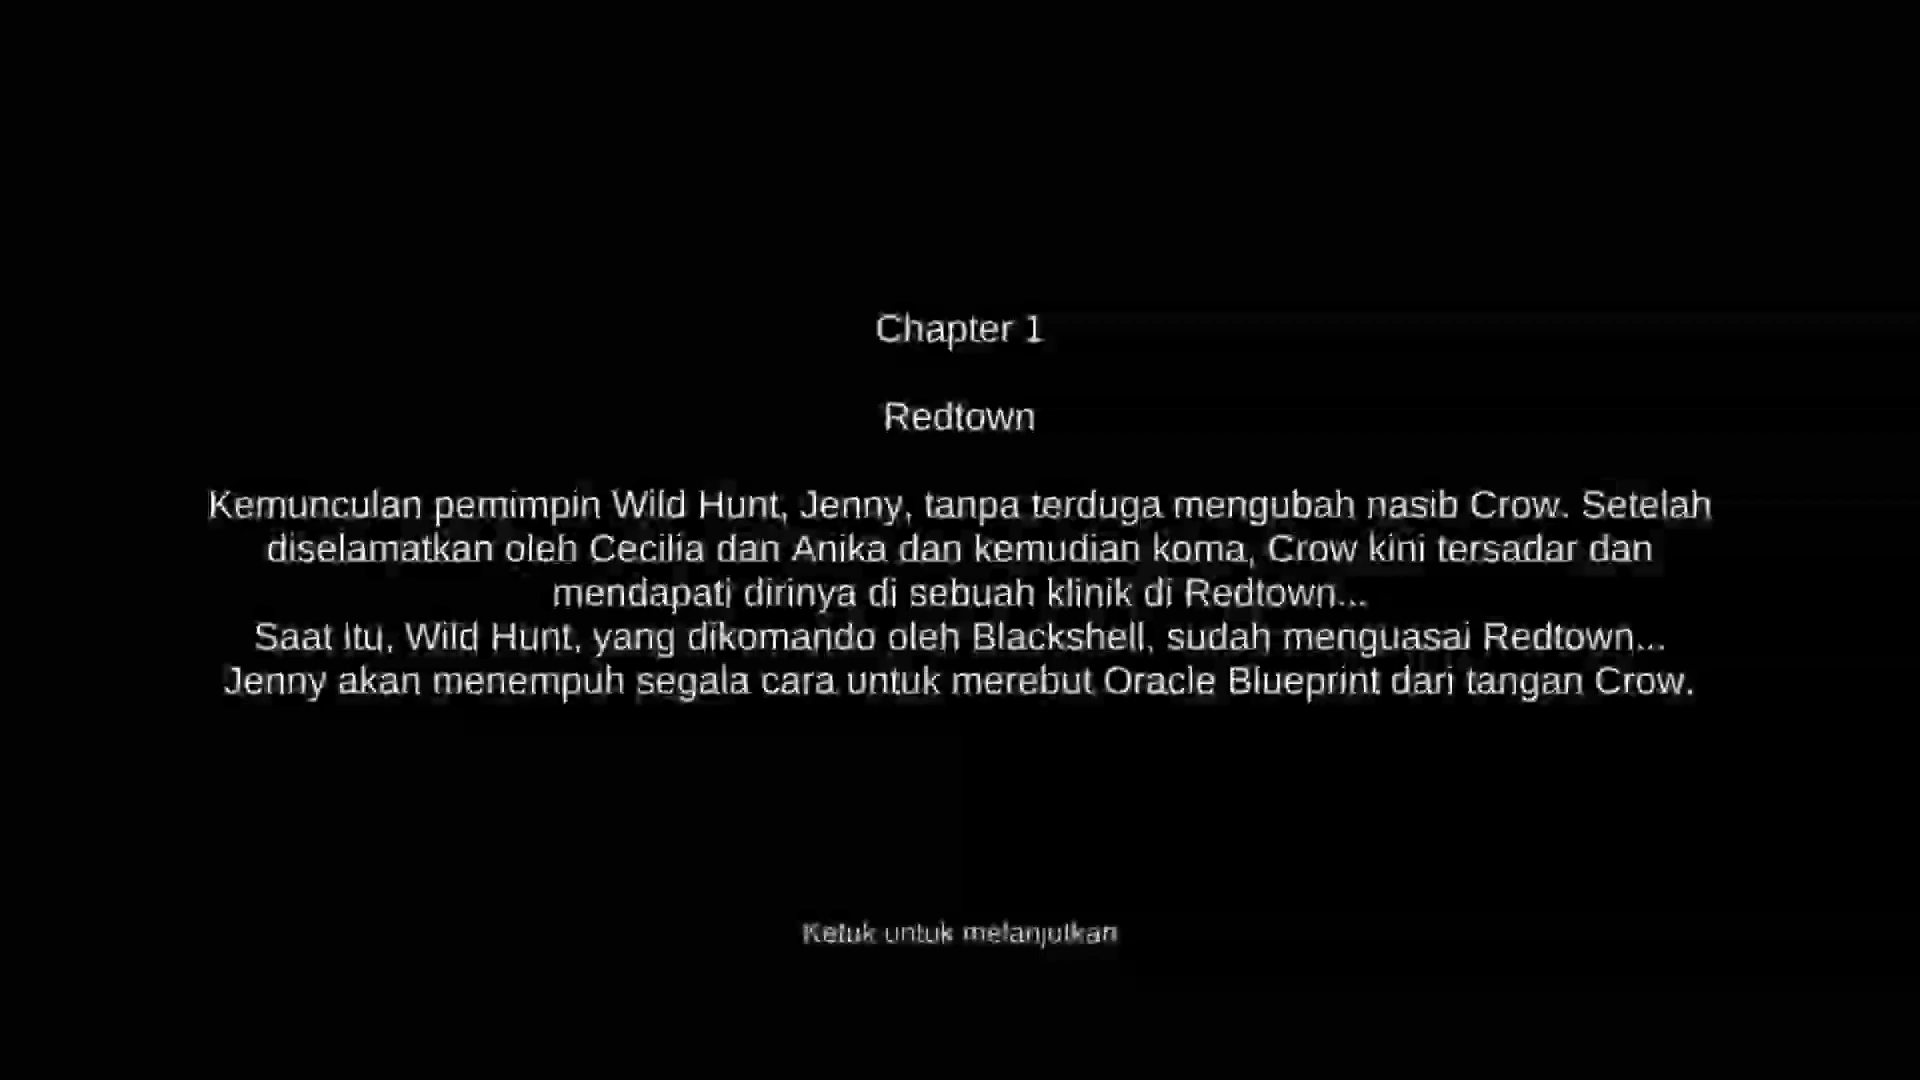 Chapter 1
Redtown
Kemunculan pemimpin Wild Hunt, Jenny, tanpa terduga mengubah nasib Crow. Setelah
diselamatkan oleh Cecilia dan Anika dan kemudian koma, Crow kini tersadar dan
mendapati dirinya di sebuah klinik di Redtown...
Saat itu, Wild Hunt, yang dikomando oleh Blackshell, sudah menguasai Redtown...
Jenny akan menempuh segala cara untuk merebut Oracle Blueprint dari tangan Crow.
Ketuk untuk melanjutkan